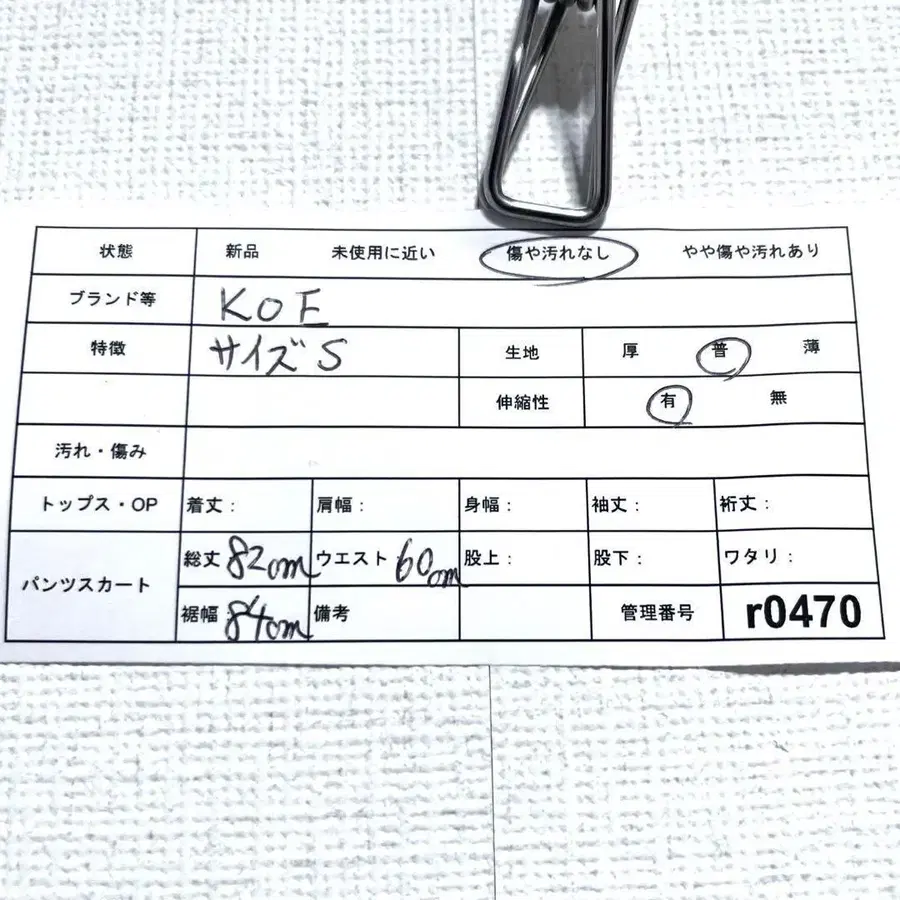 状態 新品 未使用に近い 傷や汚れなし やや傷や汚れあり
ブランド等 KOE
特徴 サイズS 生地 厚 普 薄
伸縮性 有 無
汚れ・傷み
トップス・OP 着丈： 肩幅： 身幅： 袖丈： 裄丈：
パンツスカート 総丈 82cm ウエスト 60cm 股上： 股下： ワタリ：
裾幅： 84cm 備考 管理番号 r0470